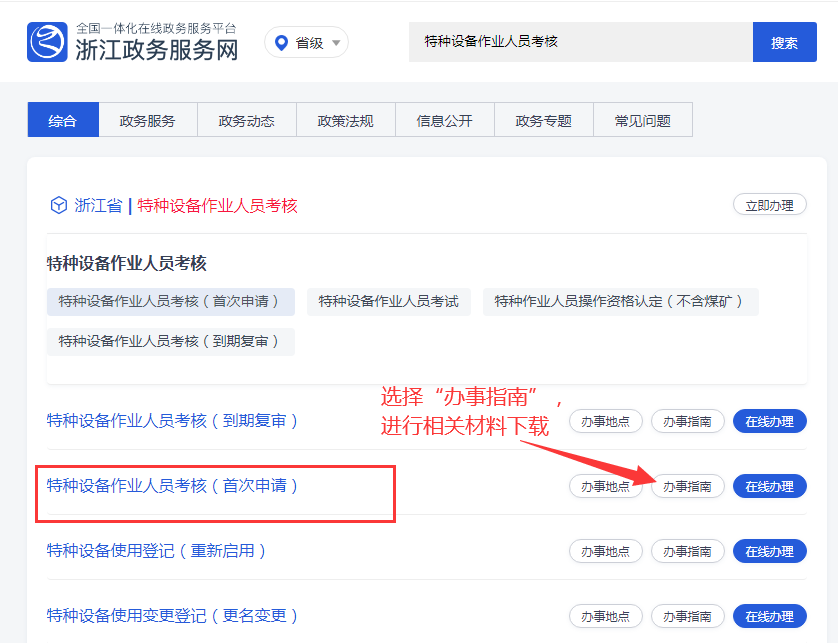 全国一体化在线政务服务平台
浙江政务服务网
省级
特种设备作业人员考核
搜索
综合
政务服务
政务动态
政策法规
信息公开
政务专题
常见问题
浙江省 | 特种设备作业人员考核
立即办理
特种设备作业人员考核
特种设备作业人员考核（首次申请）
特种设备作业人员考试
特种作业人员操作资格认定（不含煤矿）
特种设备作业人员考核（到期复审）
选择“办事指南”，
进行相关材料下载
特种设备作业人员考核（到期复审）
办事地点
办事指南
在线办理
特种设备作业人员考核（首次申请）
办事地点
办事指南
在线办理
特种设备使用登记（重新启用）
办事地点
办事指南
在线办理
特种设备使用变更登记（更名变更）
办事地点
办事指南
在线办理